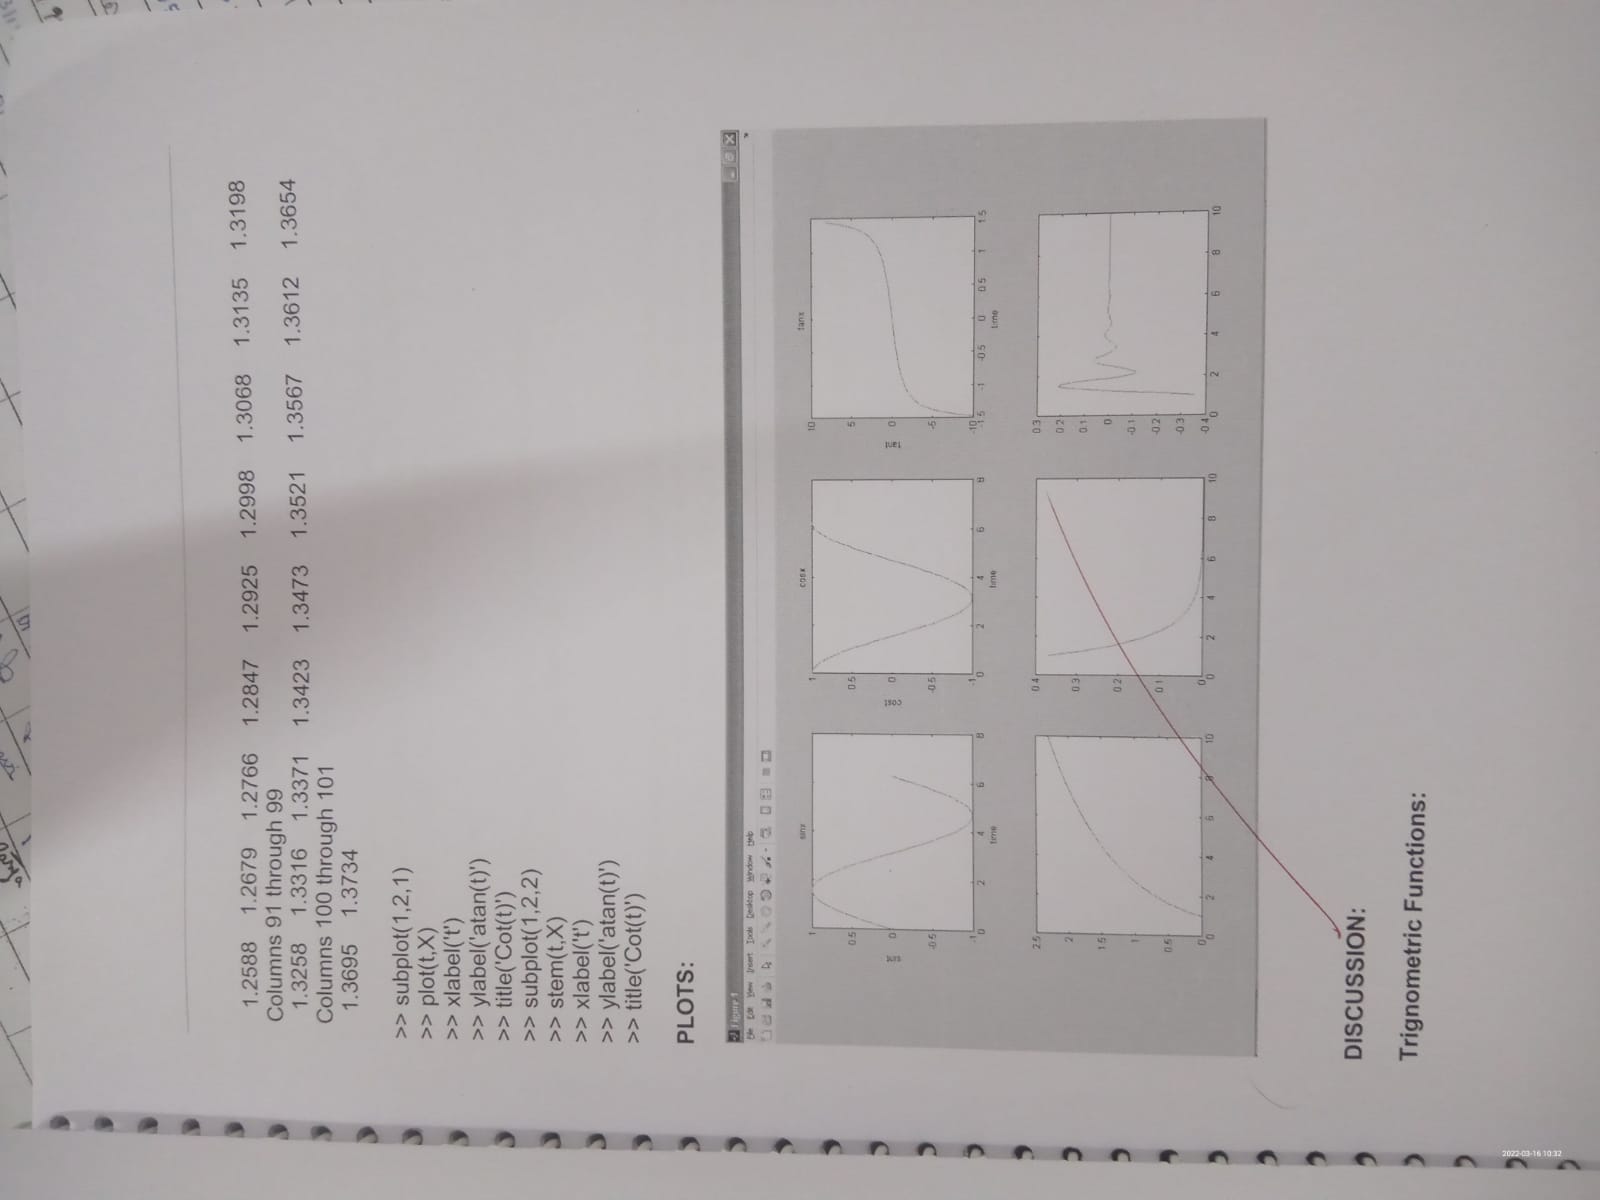 1.2588 1.2679 1.2766 1.2847 1.2925 1.2998 1.3068 1.3135 1.3198
Columns 91 through 99
1.3258 1.3316 1.3371 1.3423 1.3473 1.3521 1.3567 1.3612 1.3654
Columns 100 through 101
1.3695 1.3734
>> subplot(1,2,1)
>> plot(t,X)
>> xlabel('t')
>> ylabel('atan(t)')
>> title('Cot(t)')
>> subplot(1,2,2)
>> stem(t,X)
>> xlabel('t')
>> ylabel('atan(t)')
>> title('Cot(t)')
PLOTS:
Figure 1
File Edit View Insert Tools Desktop Window Help
sinx
1
0.5
0
-0.5
-1
sint
0 2 4 6 8
time
cosx
1
0.5
0
-0.5
-1
cost
0 2 4 6 8
time
tanx
10
5
0
-5
-10
tant
-1.5 -1 -0.5 0 0.5 1 1.5
time
2.5
2
1.5
1
0.5
0
0 2 4 6 8 10
0.4
0.3
0.2
0.1
0
0 2 4 6 8 10
0.3
0.2
0.1
0
-0.1
-0.2
-0.3
-0.4
0 2 4 6 8 10
DISCUSSION:
Trignometric Functions:
2022-03-16 10:32